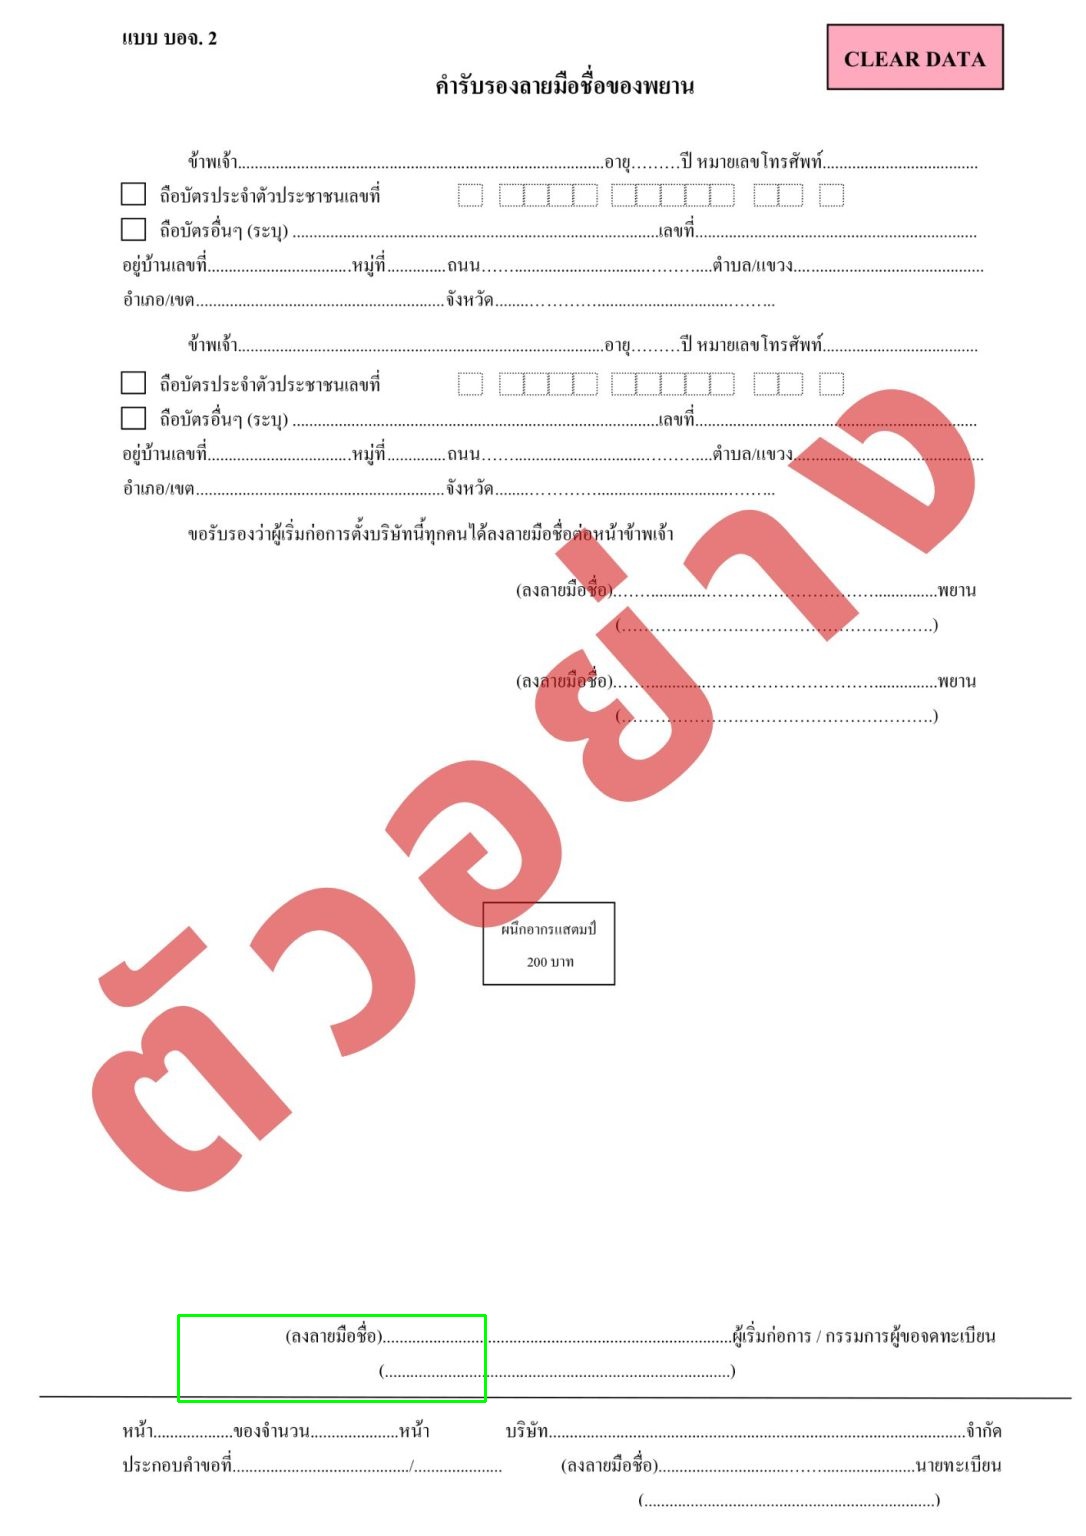 แบบ บอจ. 2
CLEAR DATA
คำรับรองลายมือชื่อของพยาน
ข้าพเจ้า.......................................................................................อายุ………ปี หมายเลขโทรศัพท์.....................................
ถือบัตรประจำตัวประชาชนเลขที่
ถือบัตรอื่นๆ (ระบุ) .......................................................................................เลขที่...................................................................
อยู่บ้านเลขที่..................................หมู่ที่..............ถนน……...............................………...ตำบล/แขวง.............................................
อำเภอ/เขต...........................................................จังหวัด.......…………...............................……...
ข้าพเจ้า.......................................................................................อายุ………ปี หมายเลขโทรศัพท์.....................................
ถือบัตรประจำตัวประชาชนเลขที่
ถือบัตรอื่นๆ (ระบุ) .......................................................................................เลขที่...................................................................
อยู่บ้านเลขที่..................................หมู่ที่..............ถนน……...............................………...ตำบล/แขวง.............................................
อำเภอ/เขต...........................................................จังหวัด.......…………...............................……...
ขอรับรองว่าผู้เริ่มก่อการตั้งบริษัทนี้ทุกคนได้ลงลายมือชื่อต่อหน้าข้าพเจ้า
(ลงลายมือชื่อ)……..............…………………………………...............พยาน
(……………………………………………….)
(ลงลายมือชื่อ)……..............…………………………………...............พยาน
(……………………………………………….)
ตัวอย่าง
ผนึกอากรแสตมป์
200 บาท
(ลงลายมือชื่อ)...................................................................................ผู้เริ่มก่อการ / กรรมการผู้ขอจดทะเบียน
(..................................................................................)
หน้า...................ของจำนวน.....................หน้า บริษัท...................................................................................................จำกัด
ประกอบคำขอที่........................................../..................... (ลงลายมือชื่อ)...............................……......................นายทะเบียน
(.....................................................................)